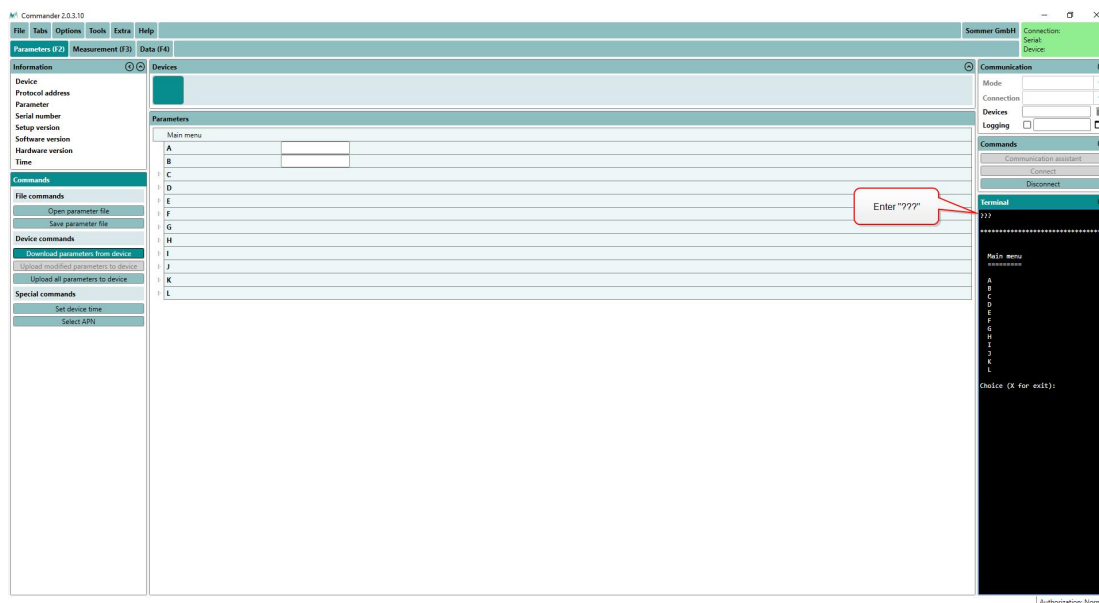 Commander 2.0.3.10
File Tabs Options Tools Extra Help
Sommer GmbH
Connection:
Serial:
Device:
Parameters (F2) Measurement (F3) Data (F4)
Information
Device
Protocol address
Parameter
Serial number
Setup version
Software version
Hardware version
Time
Commands
File commands
Open parameter file
Save parameter file
Device commands
Download parameters from device
Upload modified parameters to device
Upload all parameters to device
Special commands
Set device time
Select APN
Devices
Parameters
Main menu
A
B
C
D
E
F
G
H
I
J
K
L
Enter "???"
Communication
Mode
Connection
Devices
Logging
Commands
Communication assistant
Connect
Disconnect
Terminal
???
********************************
Main menu
=========
A
B
C
D
E
F
G
H
I
J
K
L
Choice (X for exit):
Authorization: Norm